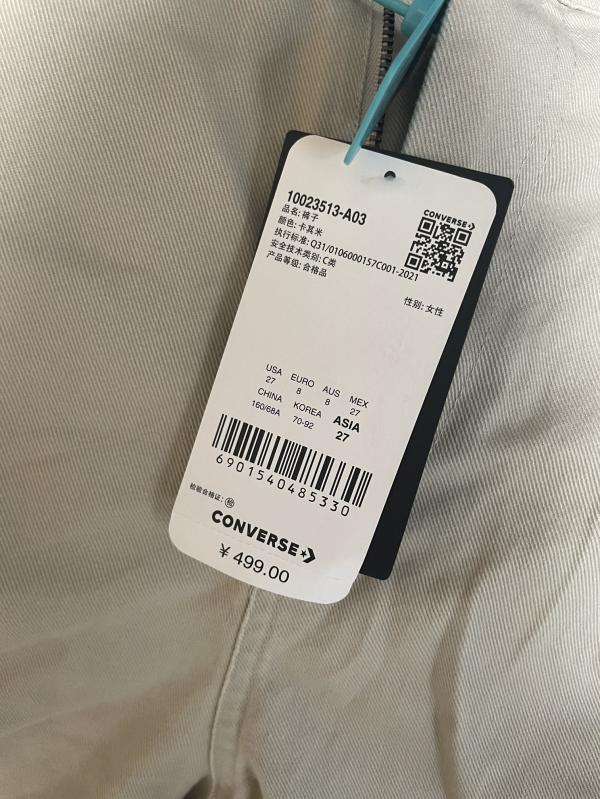 10023513-A03
品名: 裤子
颜色: 卡其米
执行标准: Q31/0106000157C001-2021
安全技术类别: C类
产品等级: 合格品
CONVERSE
性别: 女性
USA EURO AUS MEX
27 8 8 27
CHINA KOREA ASIA
160/68A 70-92 27
6901540485330
检验合格证: 检
CONVERSE
¥ 499.00